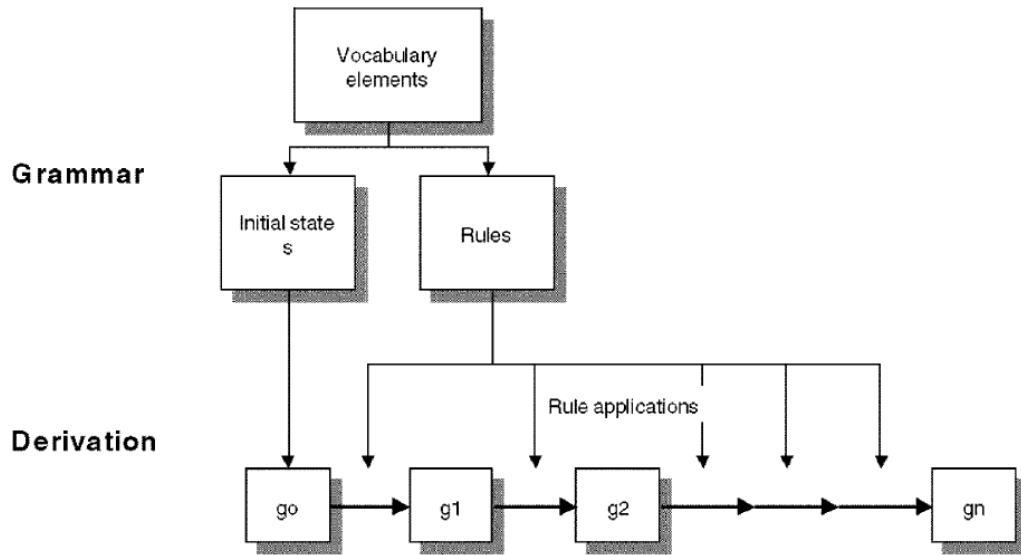 Vocabulary
elements
Grammar
Initial state
s
Rules
Rule applications
Derivation
go
g1
g2
gn